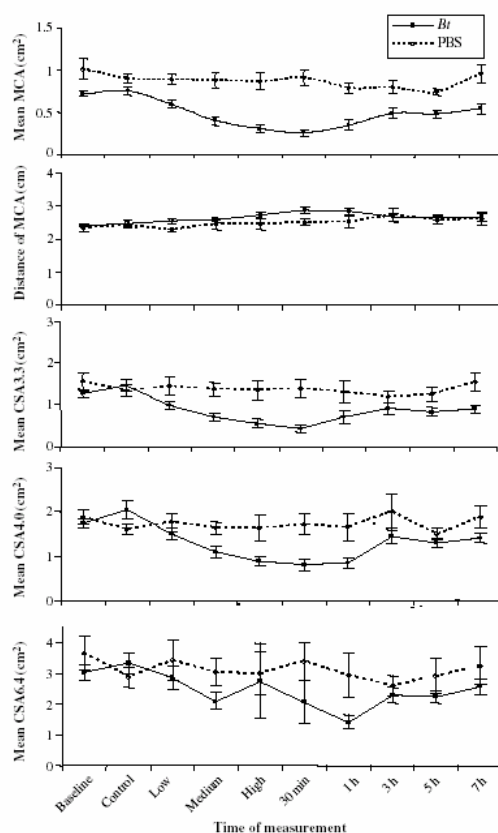 Bt
PBS
Mean MCA (cm²)
1.5
1
0.5
0
Distance of MCA (cm)
4
3
2
1
0
Mean CSA3.3 (cm²)
3
2
1
0
Mean CSA4.0 (cm²)
3
2
1
0
Mean CSA6.4 (cm²)
4
3
2
1
0
Baseline
Control
Low
Medium
High
30 min
1 h
3 h
5 h
7 h
Time of measurement